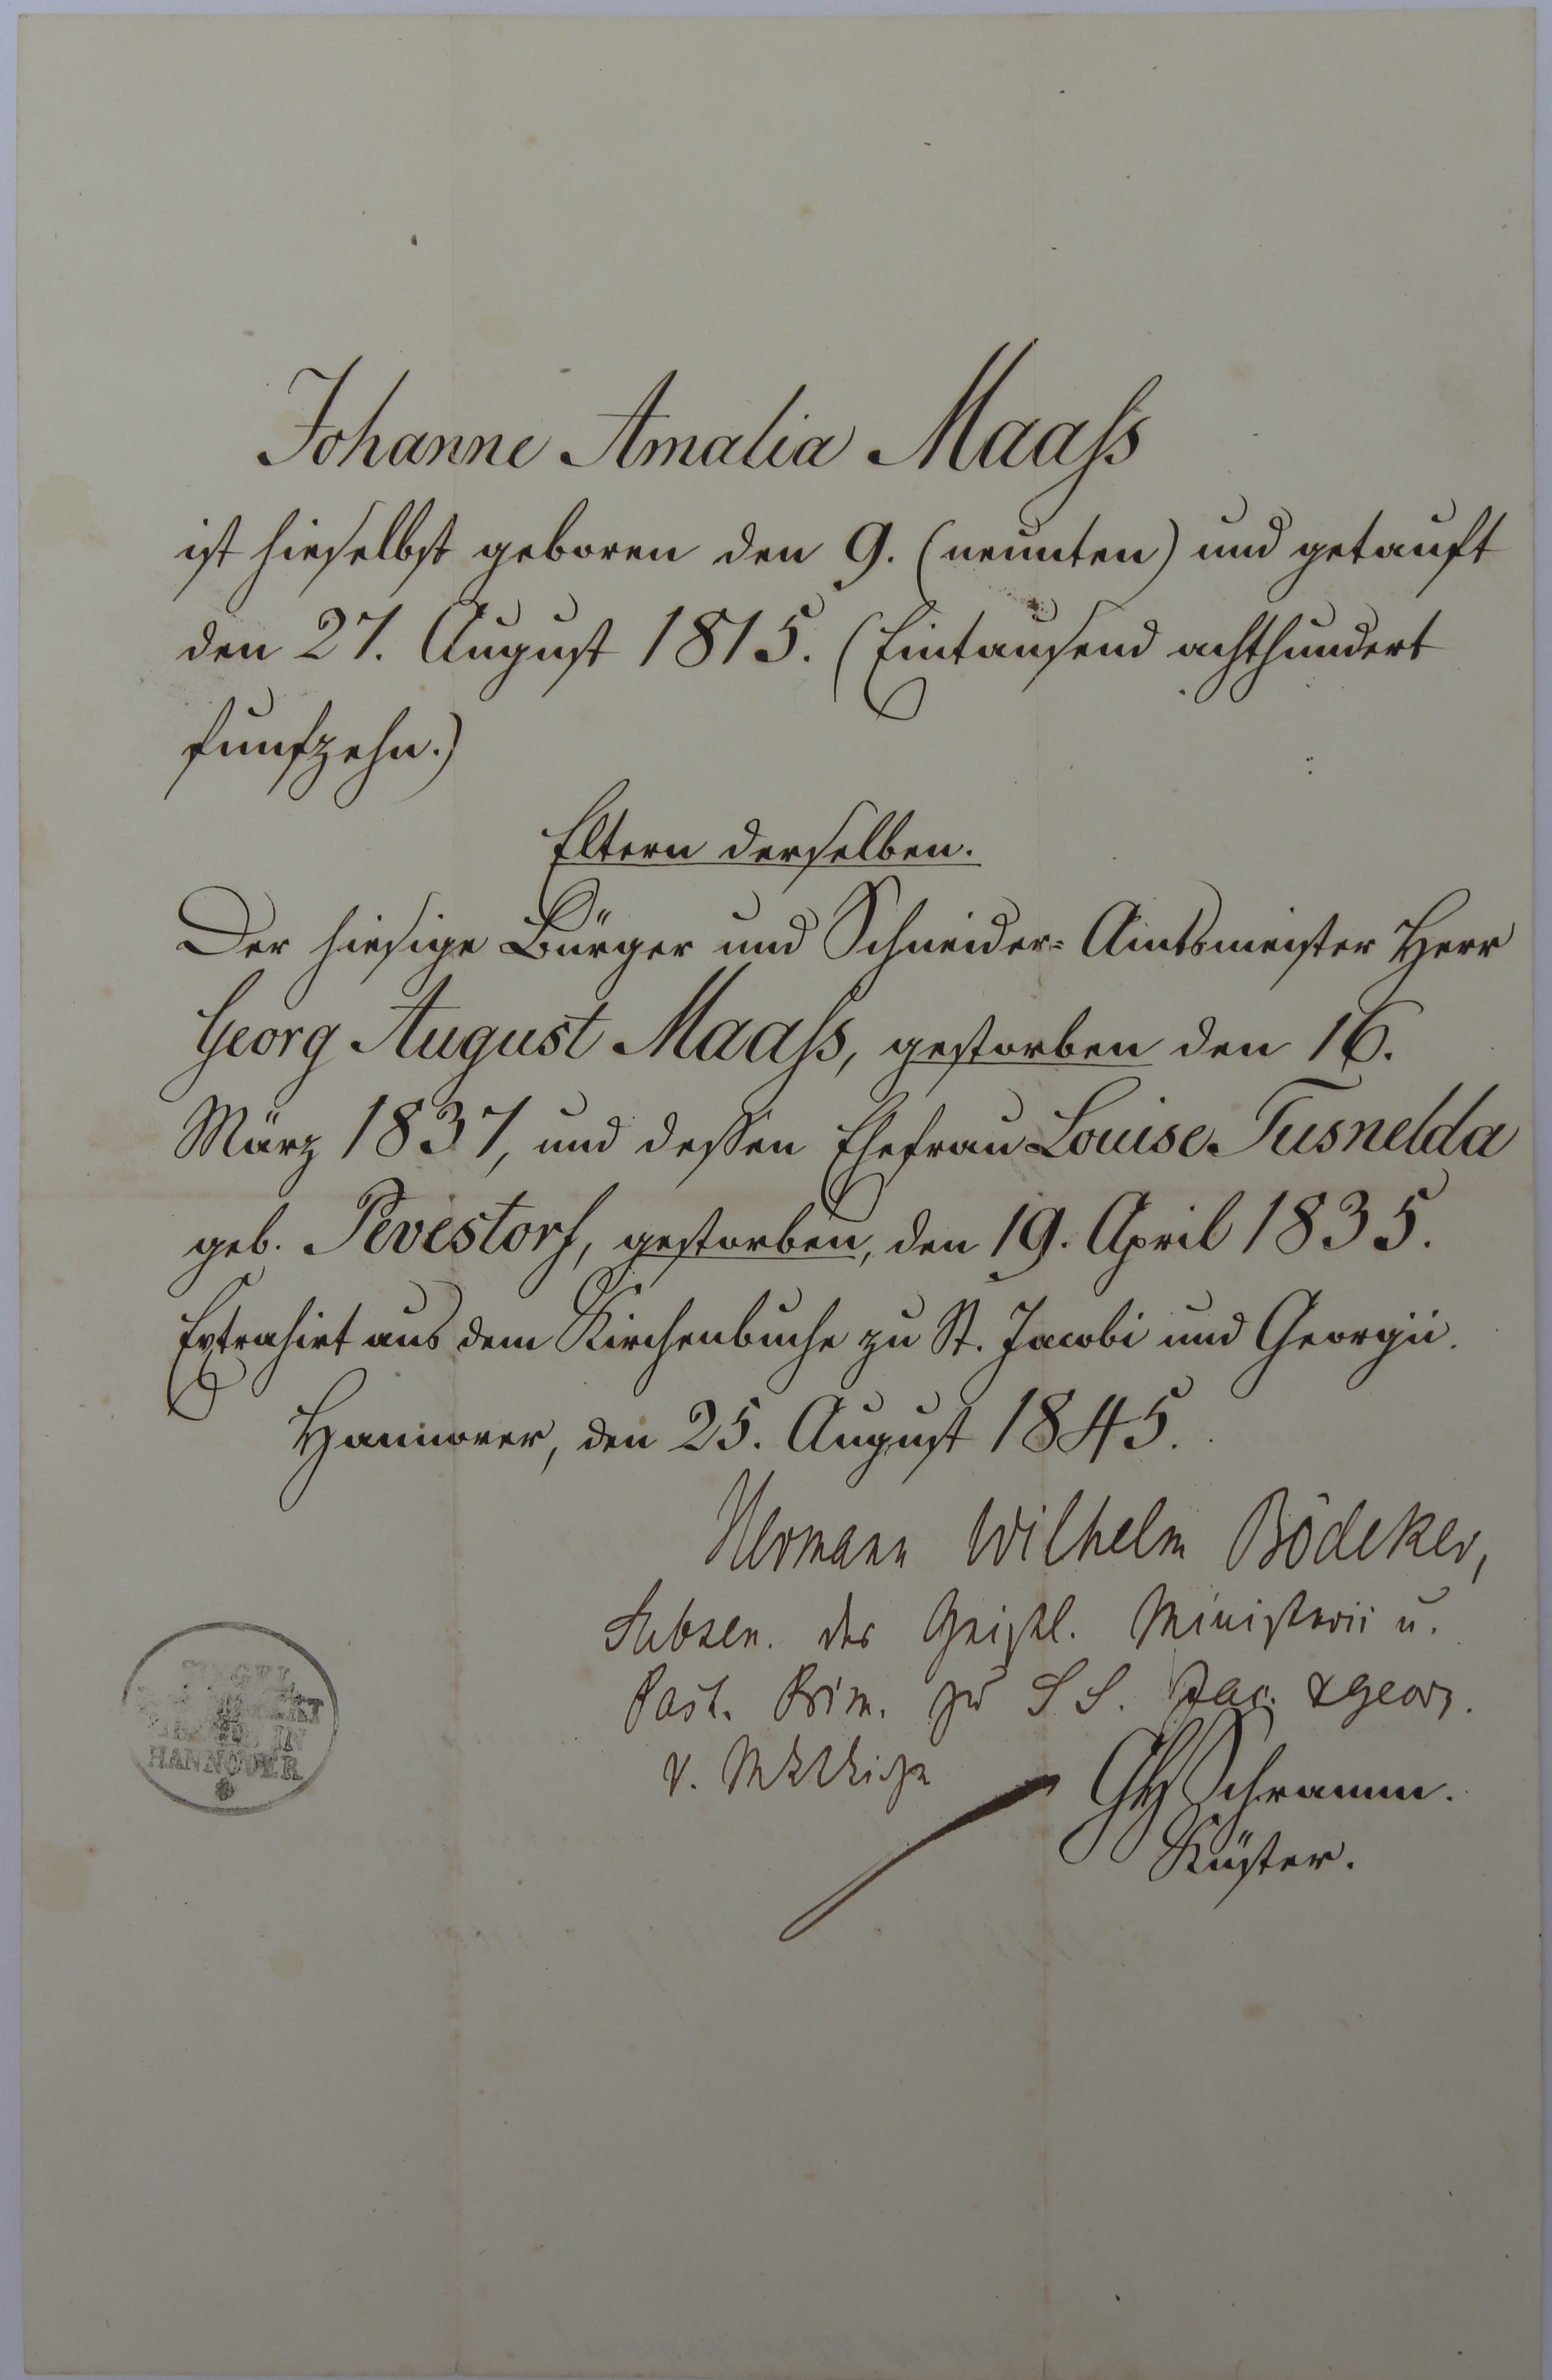 Johanne Amalia Maaſs
ist hieselbst geboren den 9. (neunten) und getauft
den 27. August 1815. (Eintausend achthundert
funfzehn.)
Eltern derselben.
Der hiesige Bürger und Schneider= Amtsmeister Herr
Georg August Maaſs, gestorben den 16.
März 1837, und dessen Ehefrau Louise Tusnelda
geb. Pevestorf, gestorben, den 19. April 1835.
Extrahirt aus dem Kirchenbuche zu St. Jacobi und Georgii.
Hannover, den 25. August 1845.
Hermann Wilhelm Bödeker,
Subsen. des Geistl. Ministerii u.
Past. Prim. zu S S. Jac. & Georg.
GH Schramm.
Küster.
SIEGEL
IN
HANNOVER